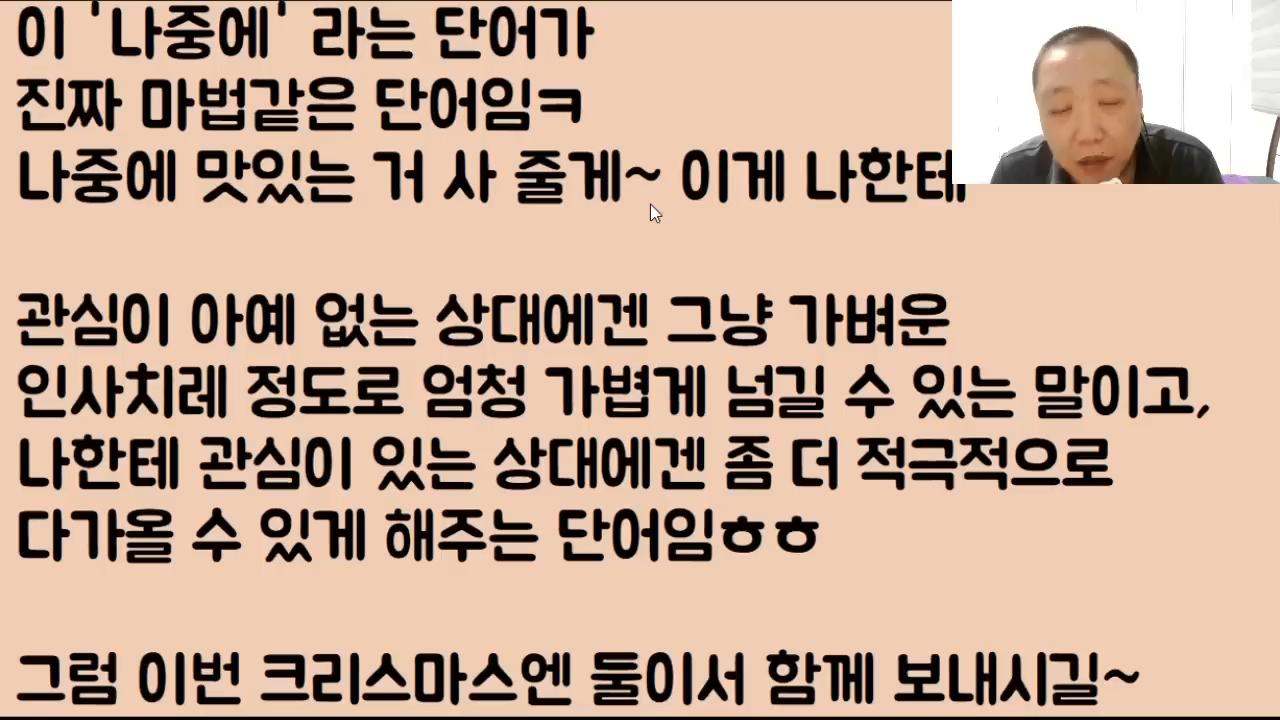 이 '나중에' 라는 단어가
진짜 마법같은 단어임ㅋ
나중에 맛있는 거 사 줄게~ 이게 나한테
관심이 아예 없는 상대에겐 그냥 가벼운
인사치레 정도로 엄청 가볍게 넘길 수 있는 말이고,
나한테 관심이 있는 상대에겐 좀 더 적극적으로
다가올 수 있게 해주는 단어임ㅎㅎ
그럼 이번 크리스마스엔 둘이서 함께 보내시길~